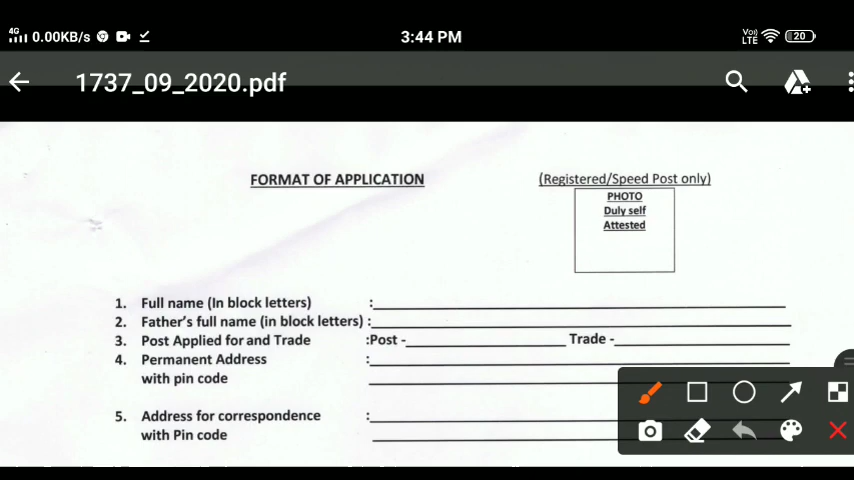 4G 0.00KB/s 3:44 PM Vo) LTE 20
1737_09_2020.pdf
FORMAT OF APPLICATION (Registered/Speed Post only)
PHOTO
Duly self
Attested
1. Full name (In block letters) :
2. Father's full name (in block letters) :
3. Post Applied for and Trade :Post - Trade -
4. Permanent Address :
with pin code
5. Address for correspondence :
with Pin code